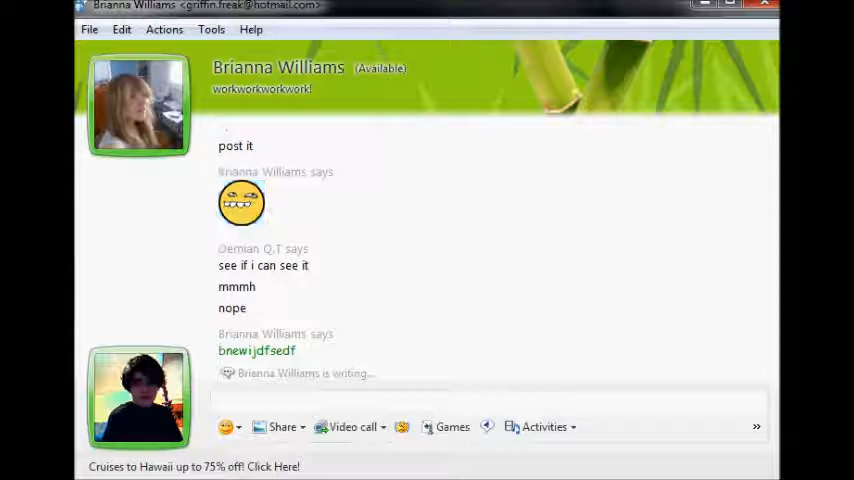 Brianna Williams <griffin.freak@hotmail.com>
File Edit Actions Tools Help
Brianna Williams (Available)
workworkworkwork!
post it
Brianna Williams says
Demian Q.T says
see if i can see it
mmmh
nope
Brianna Williams says
bnewijdfsedf
Brianna Williams is writing...
Share Video call Games Activities »
Cruises to Hawaii up to 75% off! Click Here!